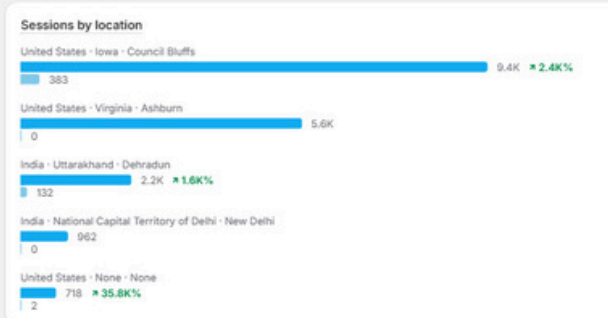 Sessions by location
United States · Iowa · Council Bluffs
9.4K ↗ 2.4K%
383
United States · Virginia · Ashburn
5.6K
0
India · Uttarakhand · Dehradun
2.2K ↗ 1.6K%
132
India · National Capital Territory of Delhi · New Delhi
962
0
United States · None · None
718 ↗ 35.8K%
2